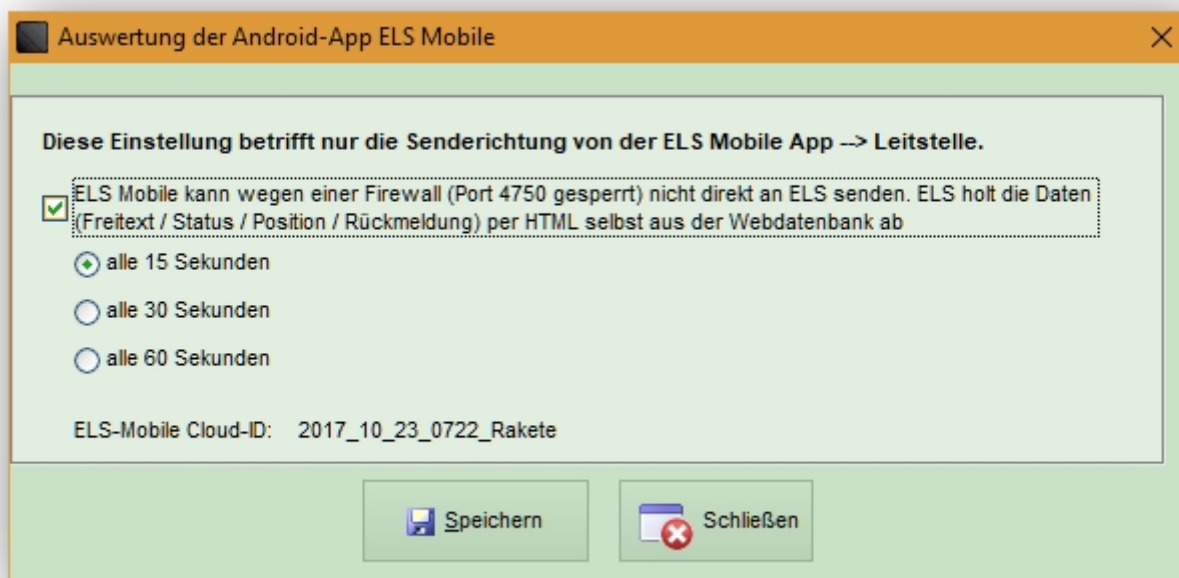 Auswertung der Android-App ELS Mobile
Diese Einstellung betrifft nur die Senderichtung von der ELS Mobile App --> Leitstelle.
ELS Mobile kann wegen einer Firewall (Port 4750 gesperrt) nicht direkt an ELS senden. ELS holt die Daten
(Freitext / Status / Position / Rückmeldung) per HTML selbst aus der Webdatenbank ab
alle 15 Sekunden
alle 30 Sekunden
alle 60 Sekunden
ELS-Mobile Cloud-ID: 2017_10_23_0722_Rakete
Speichern Schließen